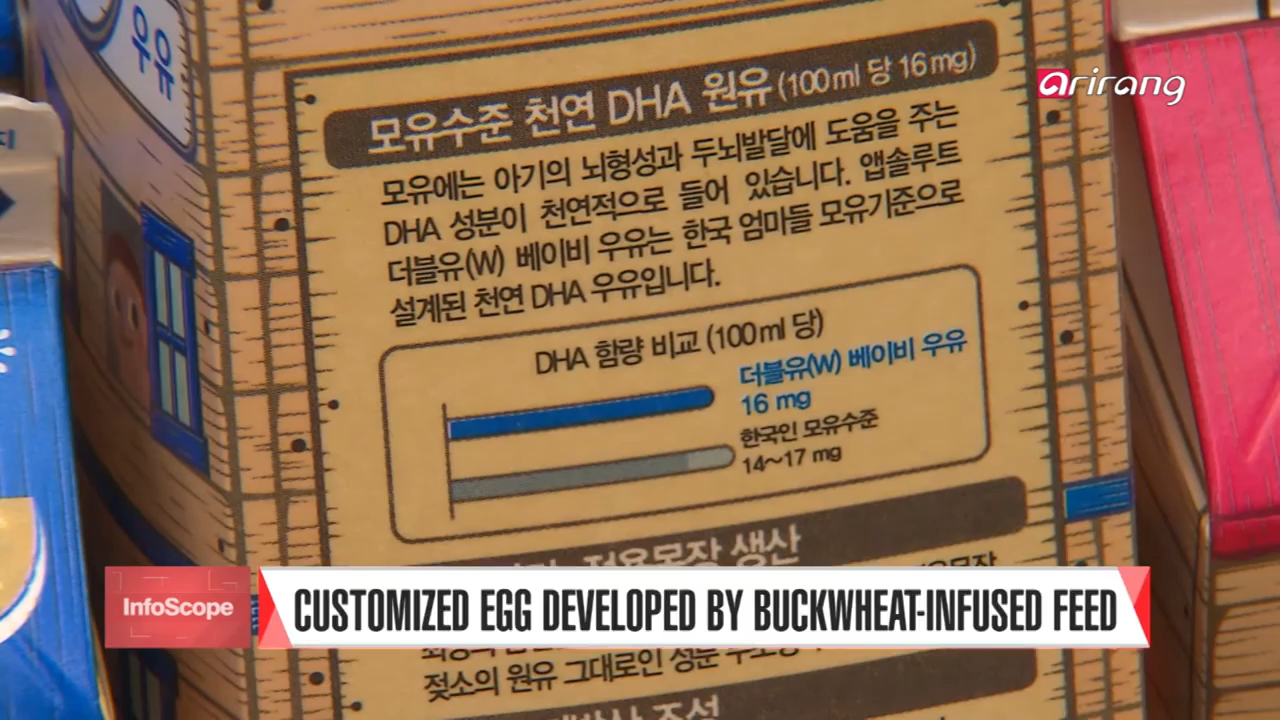 우유
arirang
모유수준 천연 DHA 원유 (100ml 당 16mg)
모유에는 아기의 뇌형성과 두뇌발달에 도움을 주는
DHA 성분이 천연적으로 들어 있습니다. 앱솔루트
더블유(W) 베이비 우유는 한국 엄마들 모유기준으로
설계된 천연 DHA 우유입니다.
DHA 함량 비교 (100ml 당)
더블유(W) 베이비 우유
16 mg
한국인 모유수준
14~17 mg
전용목장 생산
InfoScope
CUSTOMIZED EGG DEVELOPED BY BUCKWHEAT-INFUSED FEED
젖소의 원유 그대로인 성분